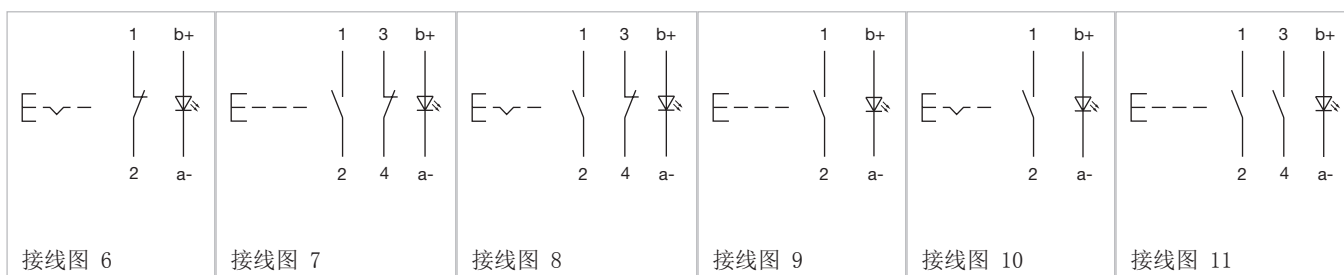 1 b+
2 a-
接线图 6
1 3 b+
2 4 a-
接线图 7
1 3 b+
2 4 a-
接线图 8
1 b+
2 a-
接线图 9
1 b+
2 a-
接线图 10
1 3 b+
2 4 a-
接线图 11